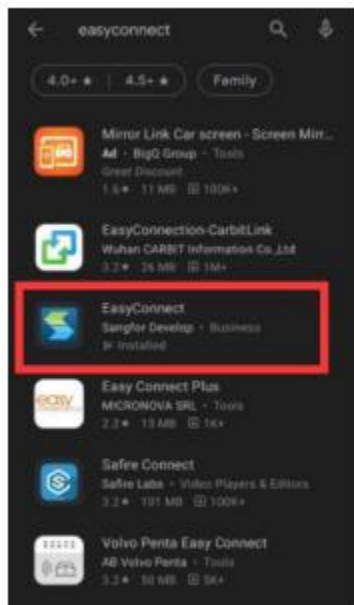 easyconnect
4.0+ ★ | 4.5+ ★ Family
Mirror Link Car screen - Screen Mirr...
Ad • BigQ Group • Tools
Great Discount
1.6 ★ 11 MB 100K+
EasyConnection-CarbitLink
Wuhan CARBIT Information Co.,Ltd
3.2 ★ 26 MB 1M+
EasyConnect
Sangfor Develop • Business
Installed
Easy Connect Plus
MICRONOVA SRL • Tools
2.2 ★ 13 MB 1K+
Safire Connect
Safire Labs • Video Players & Editors
3.2 ★ 101 MB 100K+
Volvo Penta Easy Connect
AB Volvo Penta • Tools
3.2 ★ 50 MB 5K+